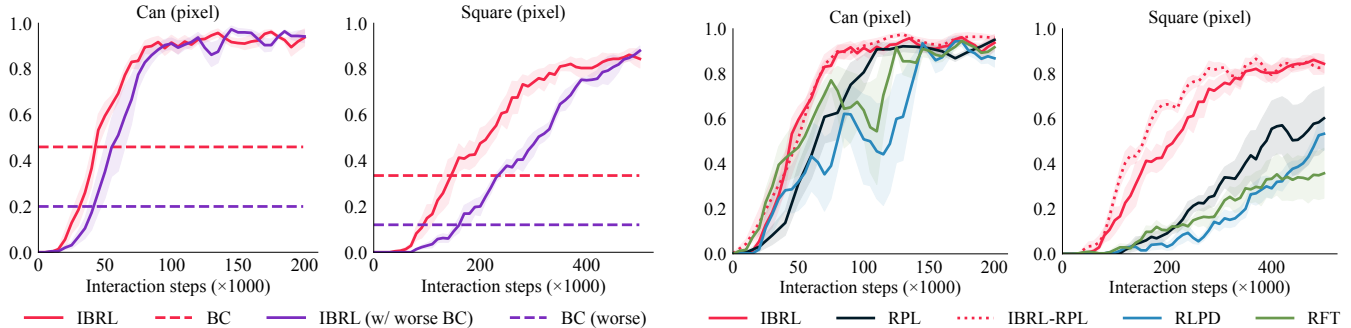 Can (pixel)
1.0
0.8
0.6
0.4
0.2
0.0
0 50 100 150 200
Interaction steps (×1000)
Square (pixel)
1.0
0.8
0.6
0.4
0.2
0.0
0 200 400
Interaction steps (×1000)
IBRL BC IBRL (w/ worse BC) BC (worse)
Can (pixel)
1.0
0.8
0.6
0.4
0.2
0.0
0 50 100 150 200
Interaction steps (×1000)
Square (pixel)
1.0
0.8
0.6
0.4
0.2
0.0
0 200 400
Interaction steps (×1000)
IBRL RPL IBRL-RPL RLPD RFT